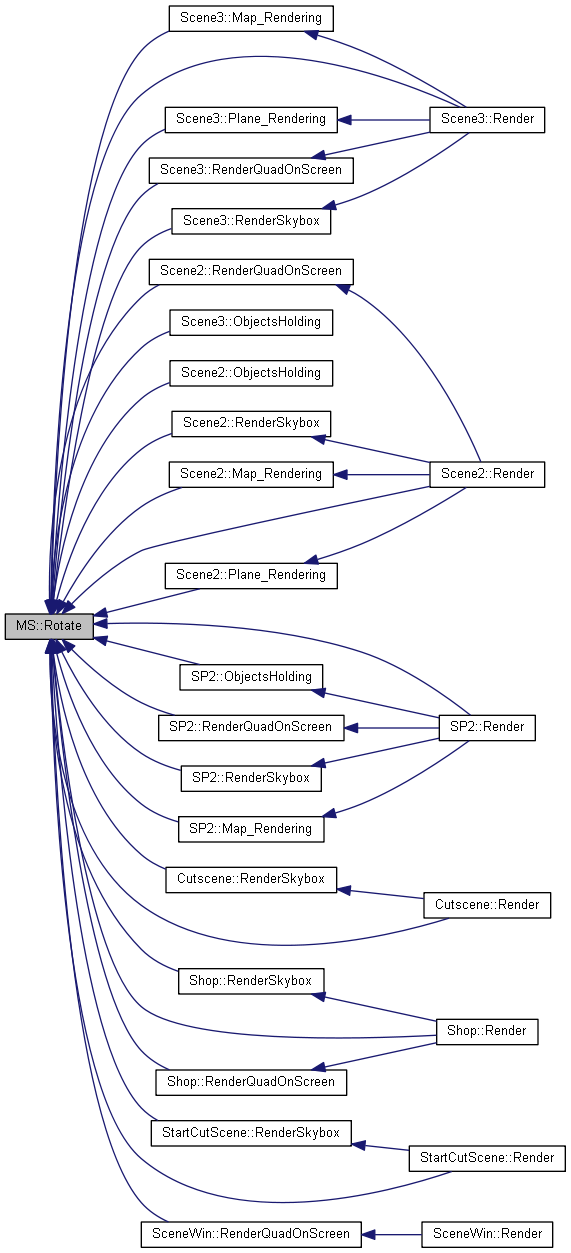 Scene3::Map_Rendering
Scene3::Render
Scene3::Plane_Rendering
Scene3::RenderQuadOnScreen
Scene3::RenderSkybox
Scene2::RenderQuadOnScreen
Scene3::ObjectsHolding
Scene2::ObjectsHolding
Scene2::RenderSkybox
Scene2::Map_Rendering
Scene2::Render
Scene2::Plane_Rendering
MS::Rotate
SP2::ObjectsHolding
SP2::RenderQuadOnScreen
SP2::Render
SP2::RenderSkybox
SP2::Map_Rendering
Cutscene::RenderSkybox
Cutscene::Render
Shop::RenderSkybox
Shop::Render
Shop::RenderQuadOnScreen
StartCutScene::RenderSkybox
StartCutScene::Render
SceneWin::RenderQuadOnScreen
SceneWin::Render